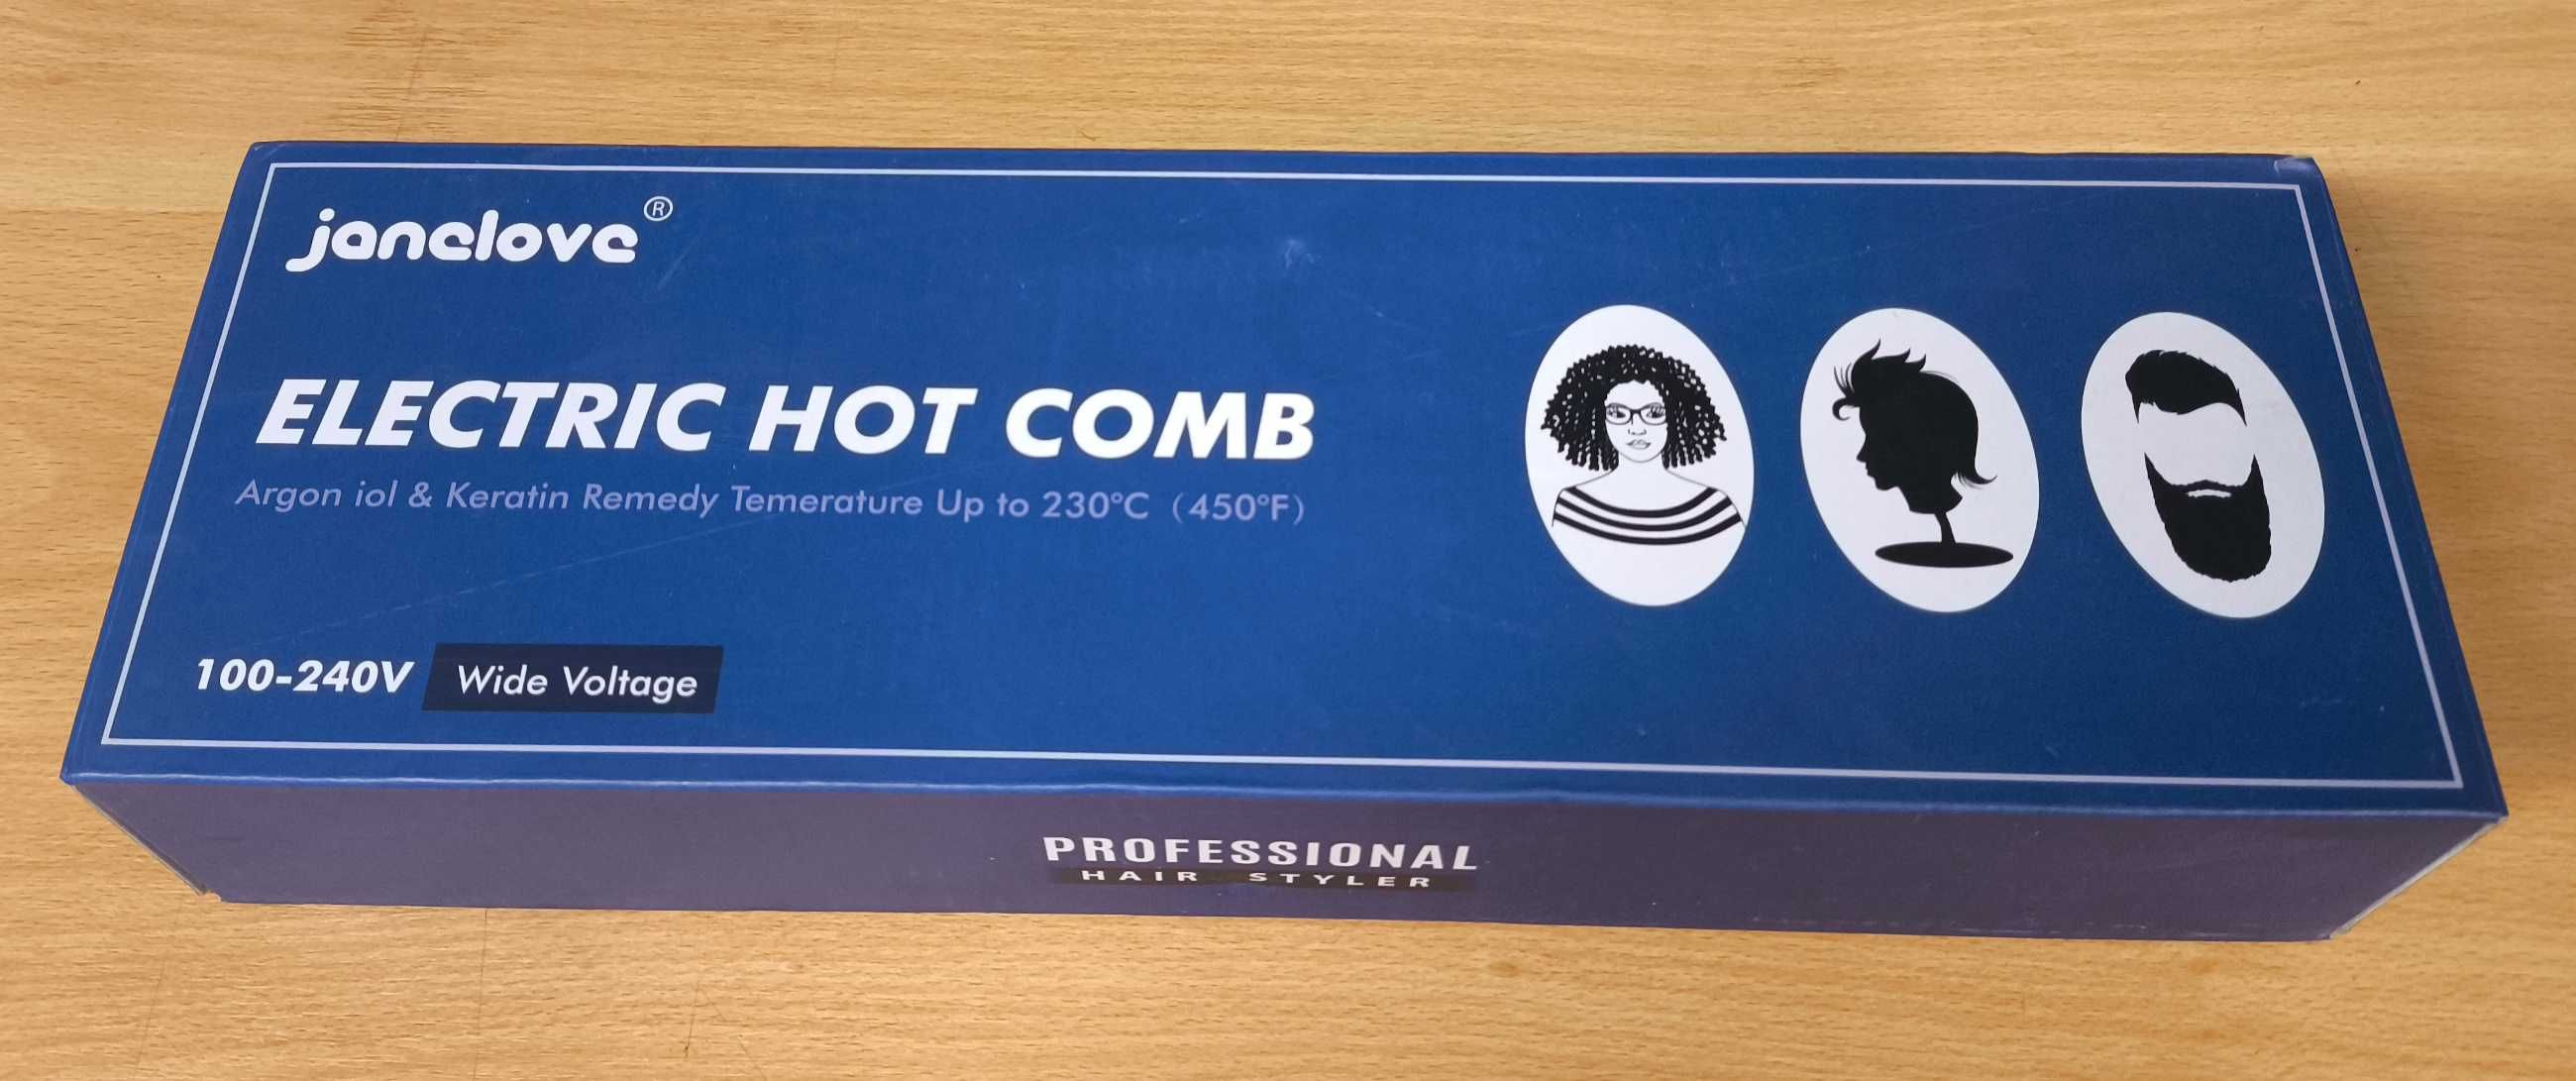 janelove®
ELECTRIC HOT COMB
Argon iol & Keratin Remedy Temerature Up to 230°C (450°F)
100-240V Wide Voltage
PROFESSIONAL
HAIR STYLER